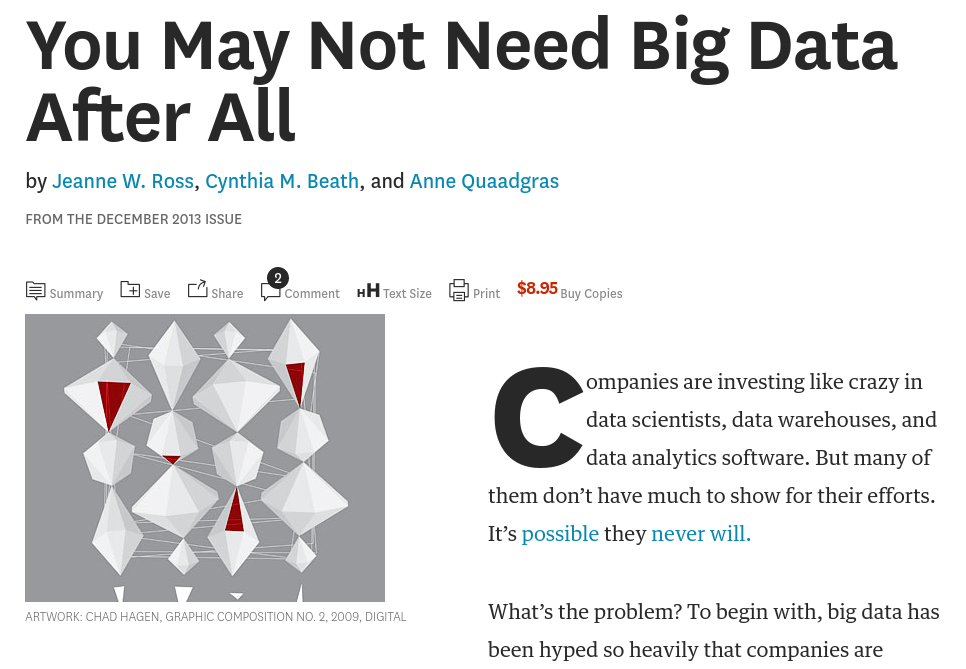 You May Not Need Big Data
After All
by Jeanne W. Ross, Cynthia M. Beath, and Anne Quaadgras
FROM THE DECEMBER 2013 ISSUE
Summary Save Share 2 Comment HH Text Size Print $8.95 Buy Copies
Companies are investing like crazy in
data scientists, data warehouses, and
data analytics software. But many of
them don’t have much to show for their efforts.
It’s possible they never will.
What’s the problem? To begin with, big data has
been hyped so heavily that companies are
ARTWORK: CHAD HAGEN, GRAPHIC COMPOSITION NO. 2, 2009, DIGITAL